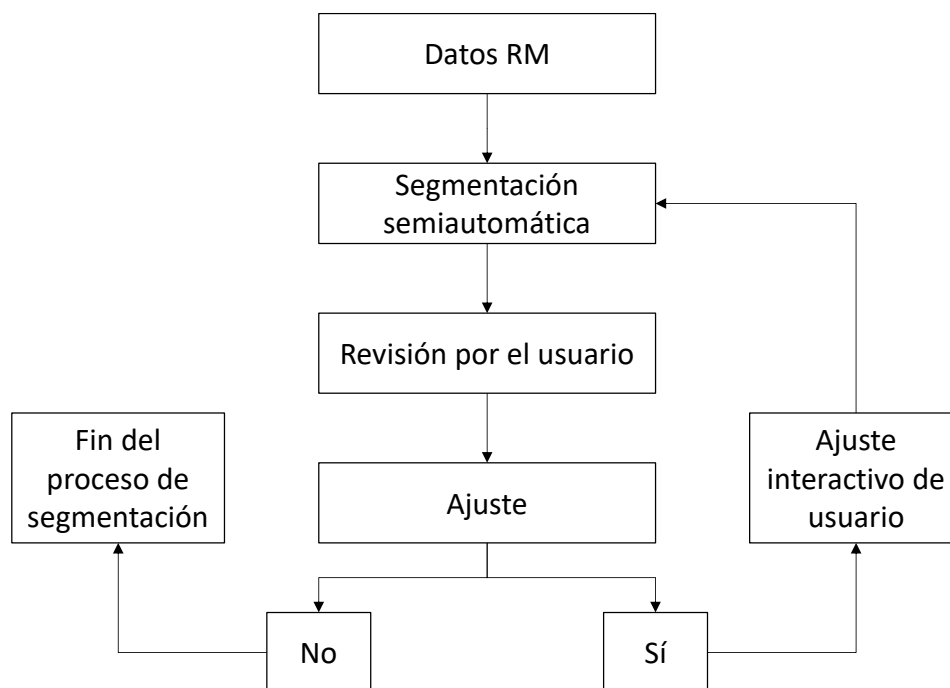 Datos RM
Segmentación
semiautomática
Revisión por el usuario
Fin del
proceso de
segmentación
Ajuste
Ajuste
interactivo de
usuario
No
Sí